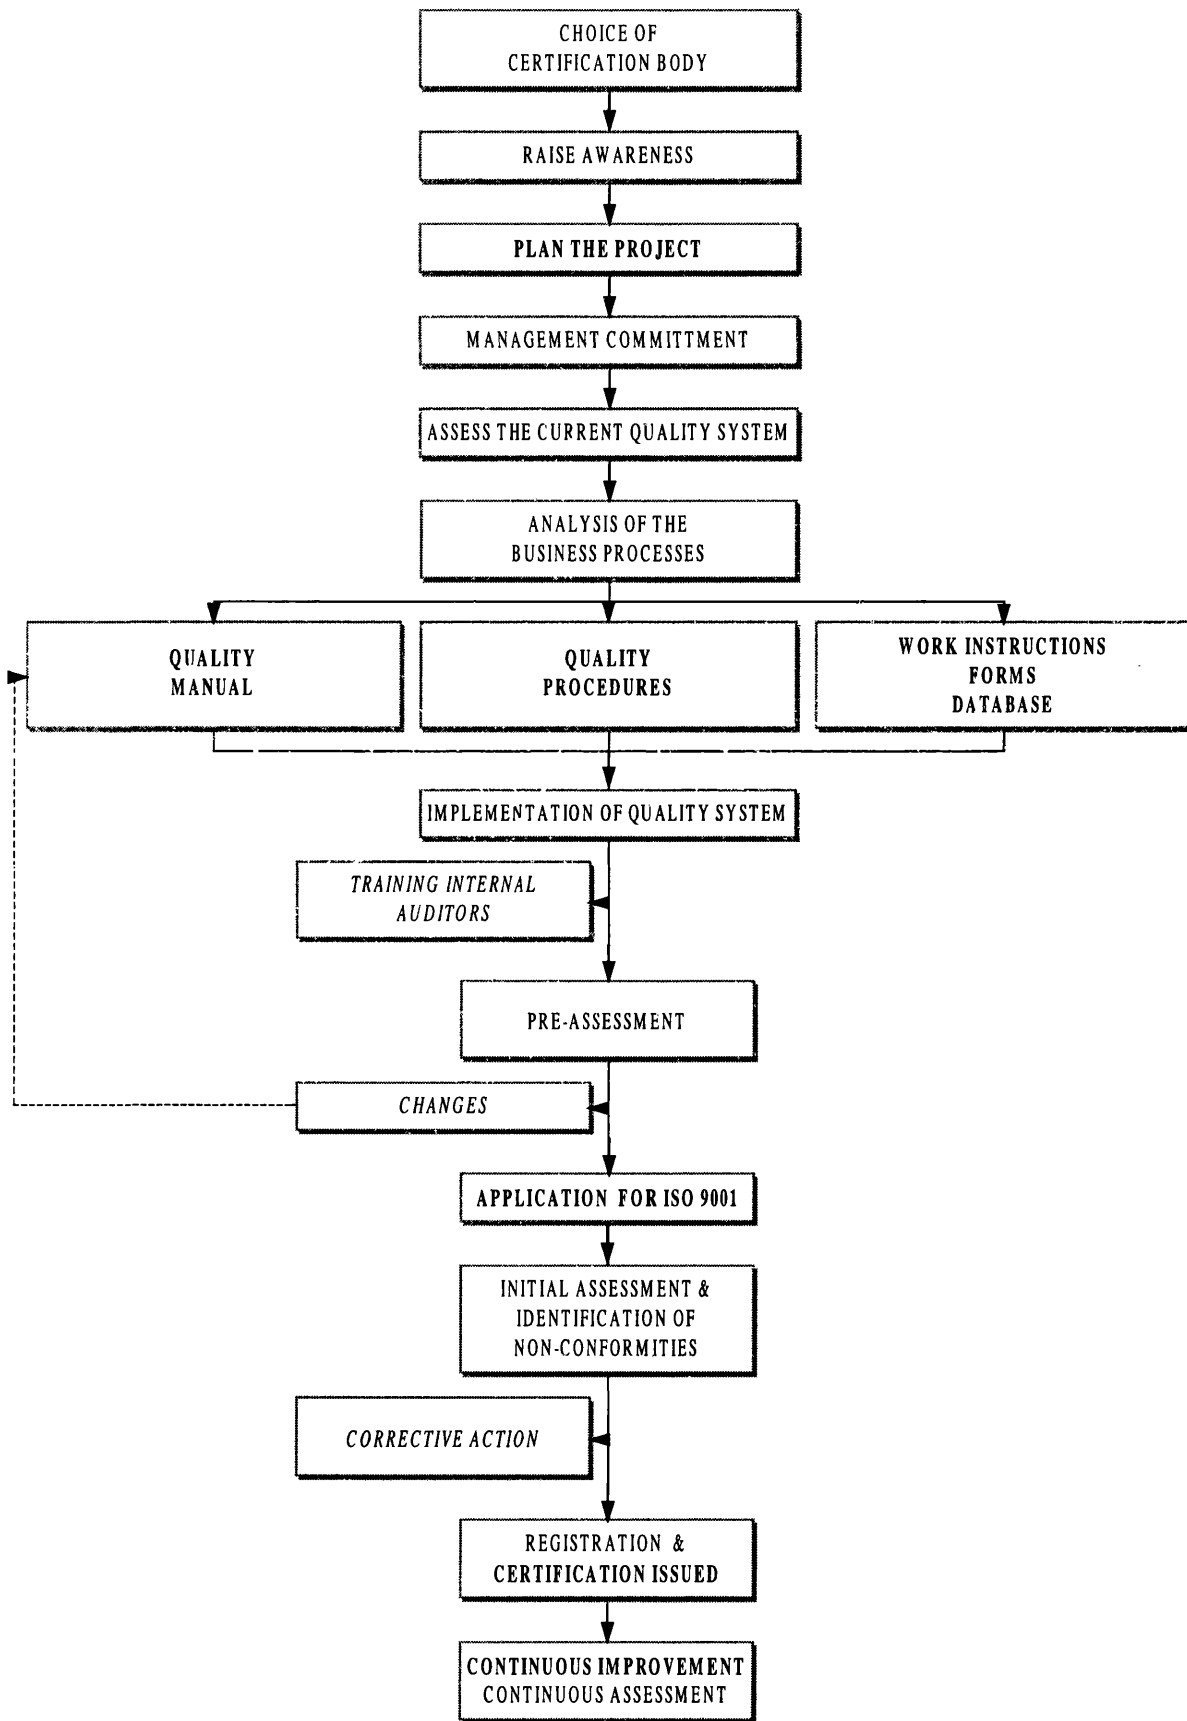 CHOICE OF
CERTIFICATION BODY
RAISE AWARENESS
PLAN THE PROJECT
MANAGEMENT COMMITTMENT
ASSESS THE CURRENT QUALITY SYSTEM
ANALYSIS OF THE
BUSINESS PROCESSES
QUALITY
MANUAL
QUALITY
PROCEDURES
WORK INSTRUCTIONS
FORMS
DATABASE
IMPLEMENTATION OF QUALITY SYSTEM
TRAINING INTERNAL
AUDITORS
PRE-ASSESSMENT
CHANGES
APPLICATION FOR ISO 9001
INITIAL ASSESSMENT &
IDENTIFICATION OF
NON-CONFORMITIES
CORRECTIVE ACTION
REGISTRATION &
CERTIFICATION ISSUED
CONTINUOUS IMPROVEMENT
CONTINUOUS ASSESSMENT